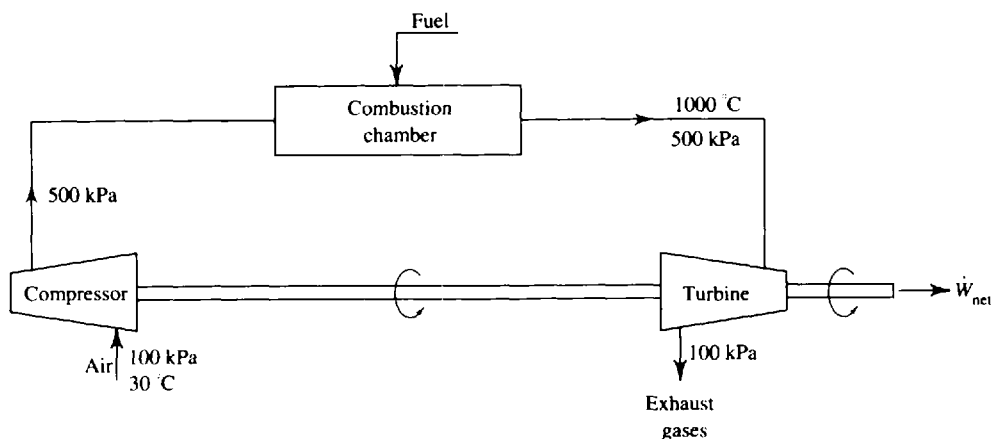 Fuel
Combustion
chamber
1000 °C
500 kPa
500 kPa
Compressor
Turbine
Ẇnet
Air
100 kPa
30 °C
100 kPa
Exhaust
gases